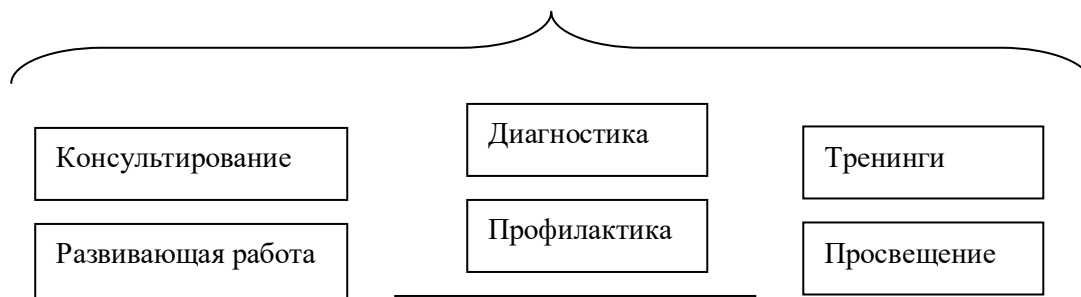 Диагностика
Консультирование
Тренинги
Профилактика
Развивающая работа
Просвещение